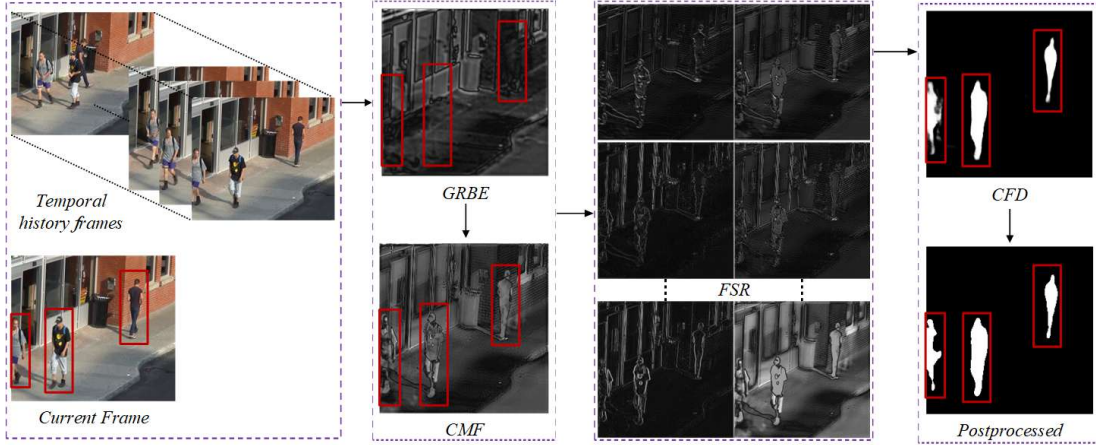 Temporal
history frames
Current Frame
GRBE
CMF
FSR
CFD
Postprocessed